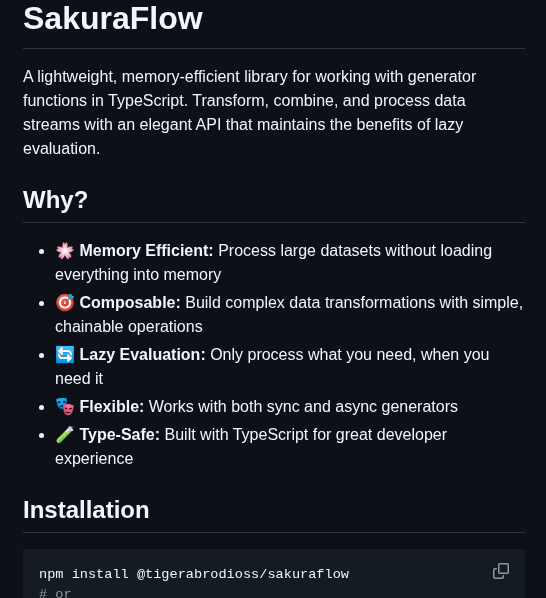 SakuraFlow
A lightweight, memory-efficient library for working with generator
functions in TypeScript. Transform, combine, and process data
streams with an elegant API that maintains the benefits of lazy
evaluation.
Why?
• 🌸 Memory Efficient: Process large datasets without loading
everything into memory
• 🎯 Composable: Build complex data transformations with simple,
chainable operations
• 🔄 Lazy Evaluation: Only process what you need, when you
need it
• 🎭 Flexible: Works with both sync and async generators
• 🧪 Type-Safe: Built with TypeScript for great developer
experience
Installation
npm install @tigerabrodioss/sakuraflow
# or